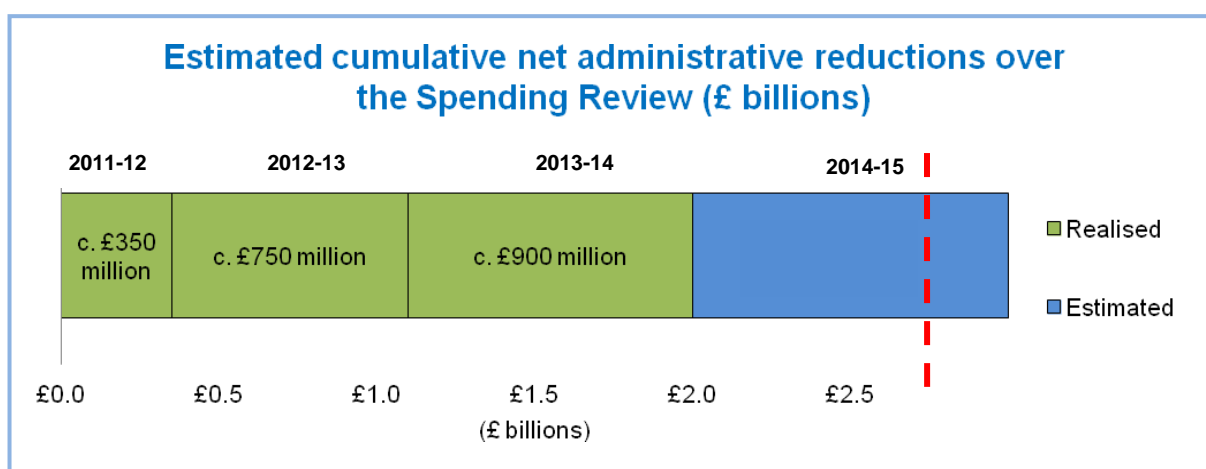 Estimated cumulative net administrative reductions over
the Spending Review (£ billions)
2011-12 2012-13 2013-14 2014-15
c. £350
million
c. £750 million
c. £900 million
Realised
Estimated
£0.0 £0.5 £1.0 £1.5 £2.0 £2.5
(£ billions)